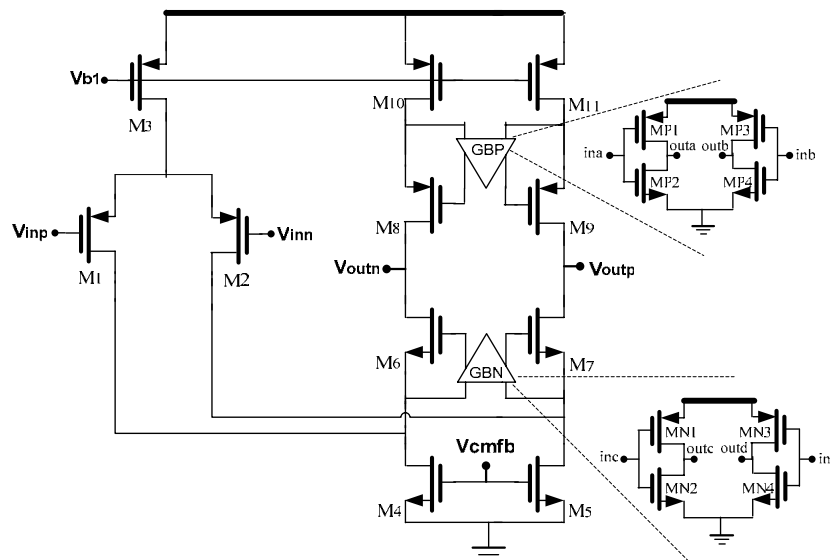 Vb1
M3
M10
M11
GBP
MP1
MP3
ina
outa
outb
inb
MP2
MP4
M8
M9
Vinp
Vinn
M1
M2
Voutn
Voutp
M6
M7
GBN
MN1
MN3
inc
outc
outd
in
MN2
MN4
Vcmfb
M4
M5